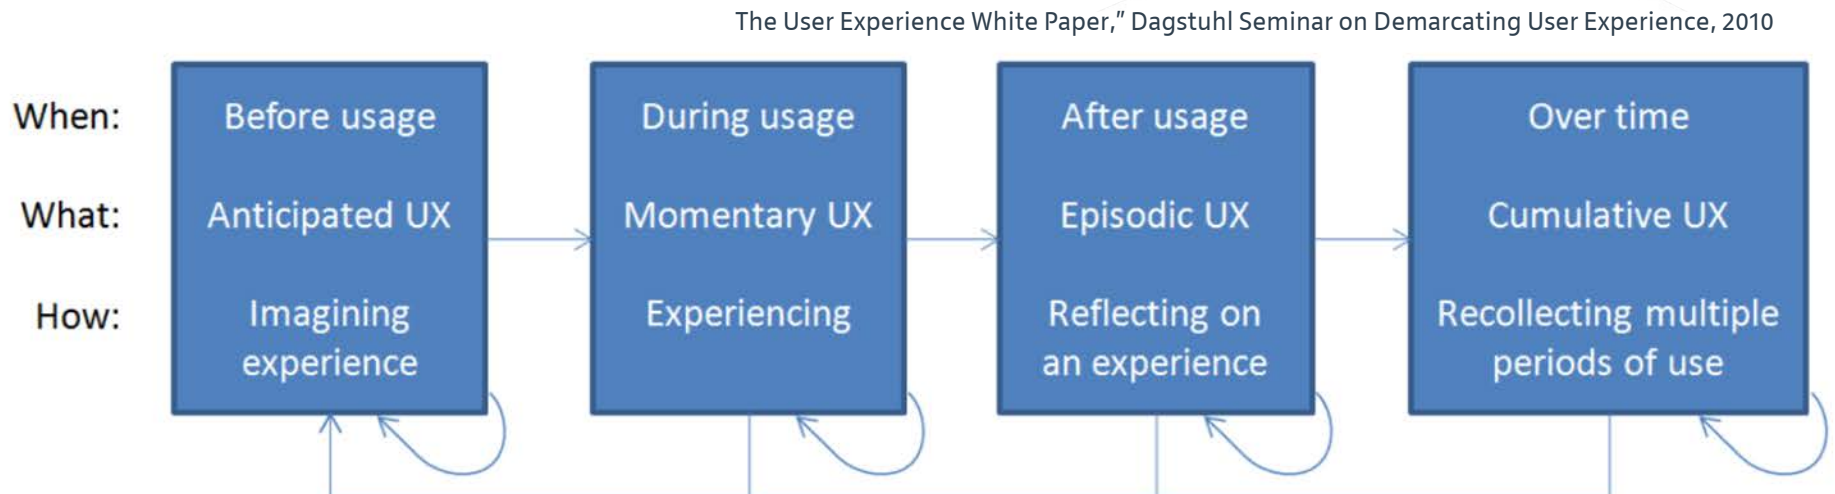 The User Experience White Paper,” Dagstuhl Seminar on Demarcating User Experience, 2010
When: Before usage During usage After usage Over time
What: Anticipated UX Momentary UX Episodic UX Cumulative UX
How: Imagining Experiencing Reflecting on Recollecting multiple
experience an experience periods of use